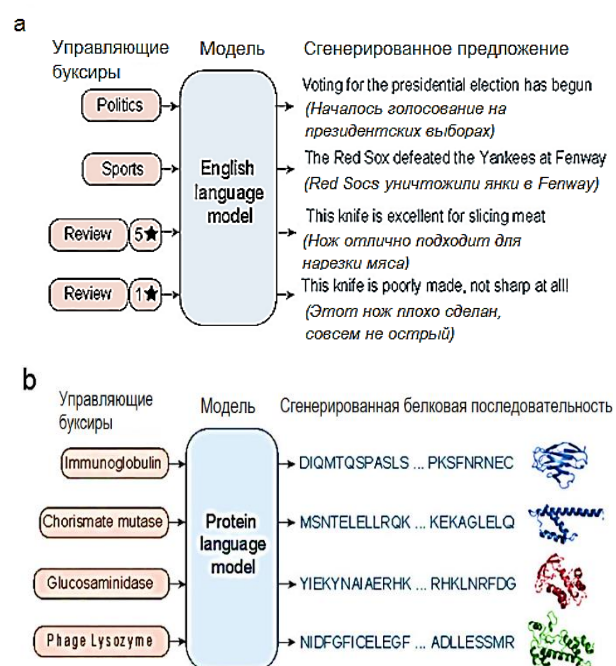 a
Управляющие буксиры Модель Сгенерированное предложение
Politics
Sports
Review 5★
Review 1★
English
language
model
Voting for the presidential election has begun
(Началось голосование на
президентских выборах)
The Red Sox defeated the Yankees at Fenway
(Red Socs уничтожили янки в Fenway)
This knife is excellent for slicing meat
(Нож отлично подходит для
нарезки мяса)
This knife is poorly made, not sharp at all!
(Этот нож плохо сделан,
совсем не острый)
b
Управляющие буксиры Модель Сгенерированная белковая последовательность
Immunoglobulin
Chorismate mutase
Glucosaminidase
Phage Lysozyme
Protein
language
model
DIQMTQSPASLS ... PKSFNRNEC
MSNTELELLRQK ... KEKAGLELQ
YIEKYNAIAERHK ... RHKLNRFDG
NIDFGFICELEGF ... ADLLESSMR